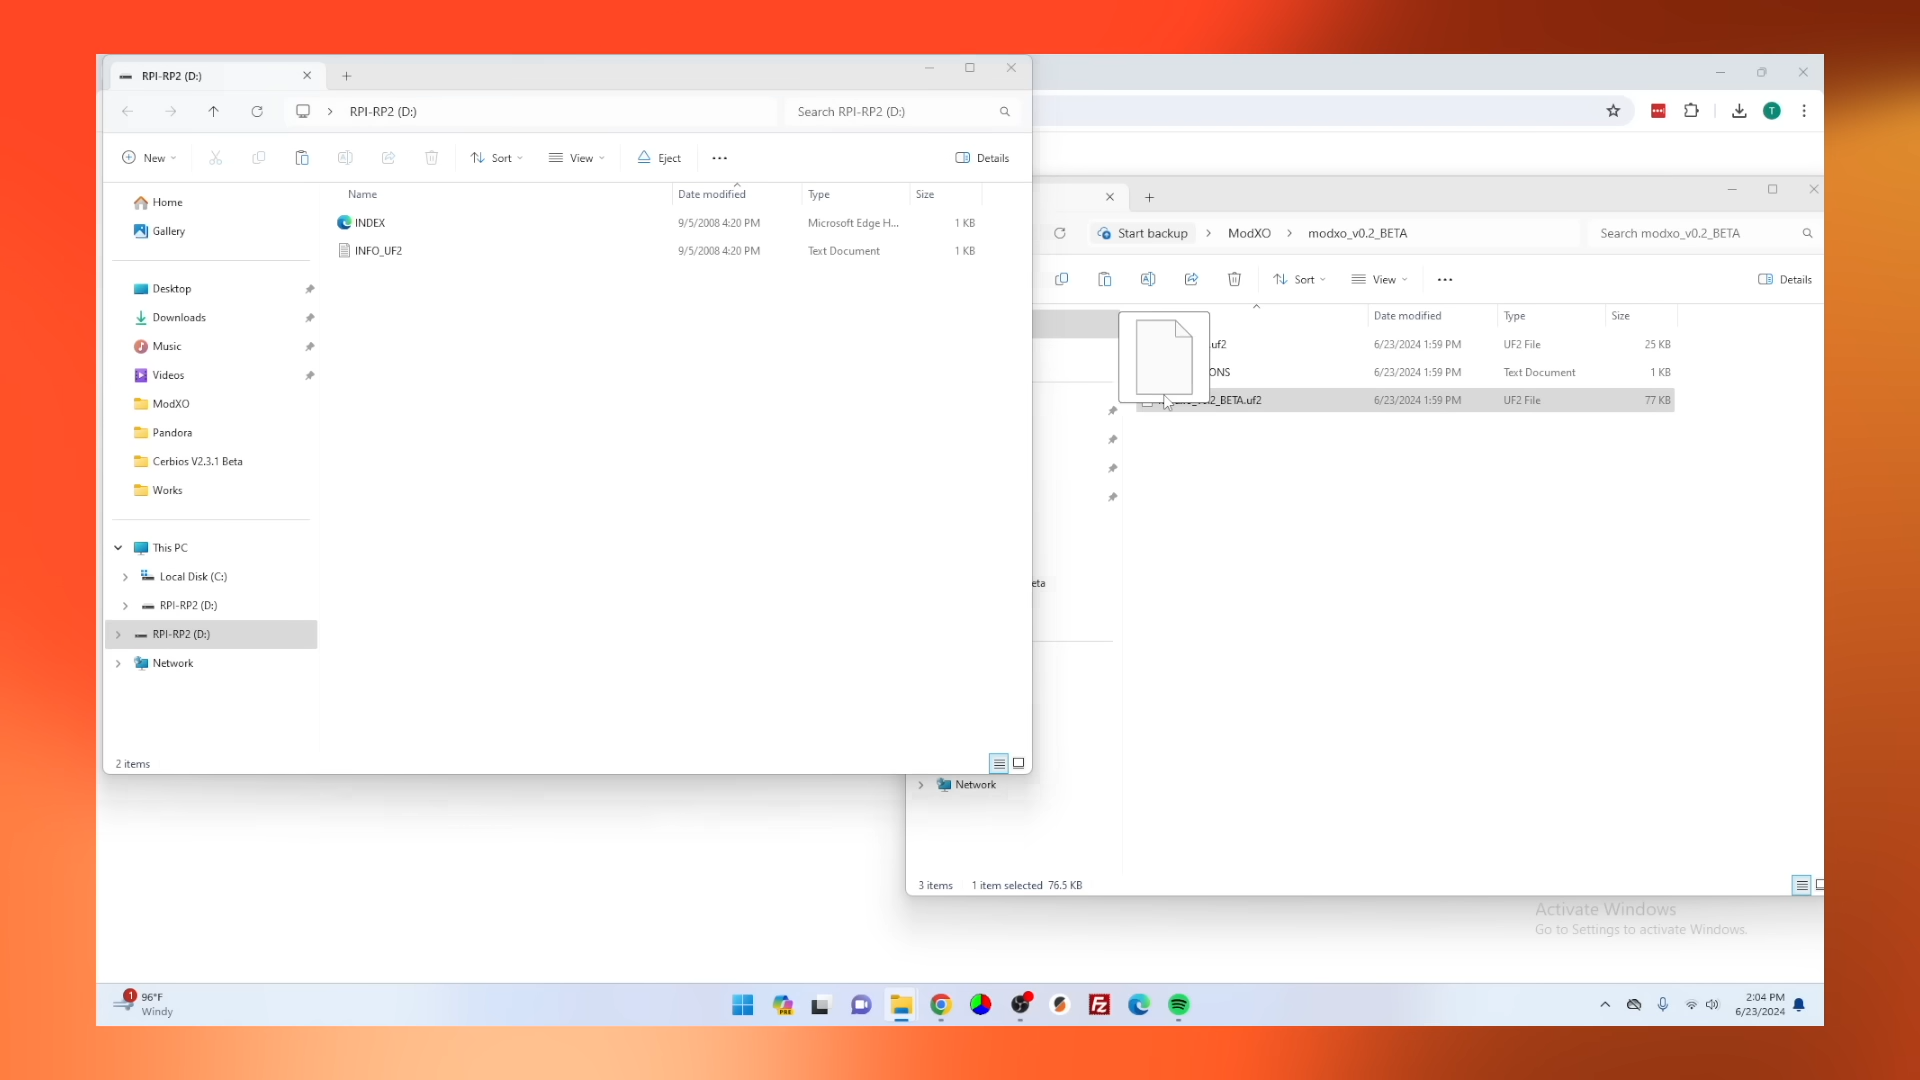 RPI-RP2 (D:)
RPI-RP2 (D:)
Search RPI-RP2 (D:)
New
Sort
View
Eject
Details
Name
Date modified
Type
Size
INDEX
9/5/2008 4:20 PM
Microsoft Edge H...
1 KB
INFO_UF2
9/5/2008 4:20 PM
Text Document
1 KB
Home
Gallery
Desktop
Downloads
Music
Videos
ModXO
Pandora
Cerbios V2.3.1 Beta
Works
This PC
Local Disk (C:)
RPI-RP2 (D:)
RPI-RP2 (D:)
Network
2 items
T
Start backup
ModXO
modxo_v0.2_BETA
Search modxo_v0.2_BETA
Sort
View
Details
Date modified
Type
Size
.uf2
6/23/2024 1:59 PM
UF2 File
25 KB
ONS
6/23/2024 1:59 PM
Text Document
1 KB
2_BETA.uf2
6/23/2024 1:59 PM
UF2 File
77 KB
eta
Network
3 items
1 item selected 76.5 KB
Activate Windows
Go to Settings to activate Windows.
1
96°F
Windy
PRE
FZ
2:04 PM
6/23/2024